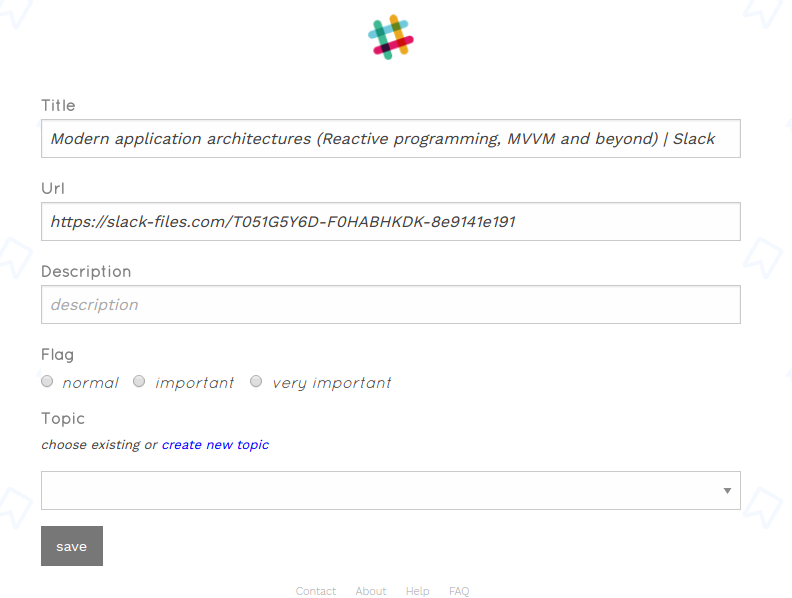 Title
Modern application architectures (Reactive programming, MVVM and beyond) | Slack
Url
https://slack-files.com/T051G5Y6D-F0HABHKDK-8e9141e191
Description
description
Flag
normal important very important
Topic
choose existing or create new topic
save
Contact About Help FAQ